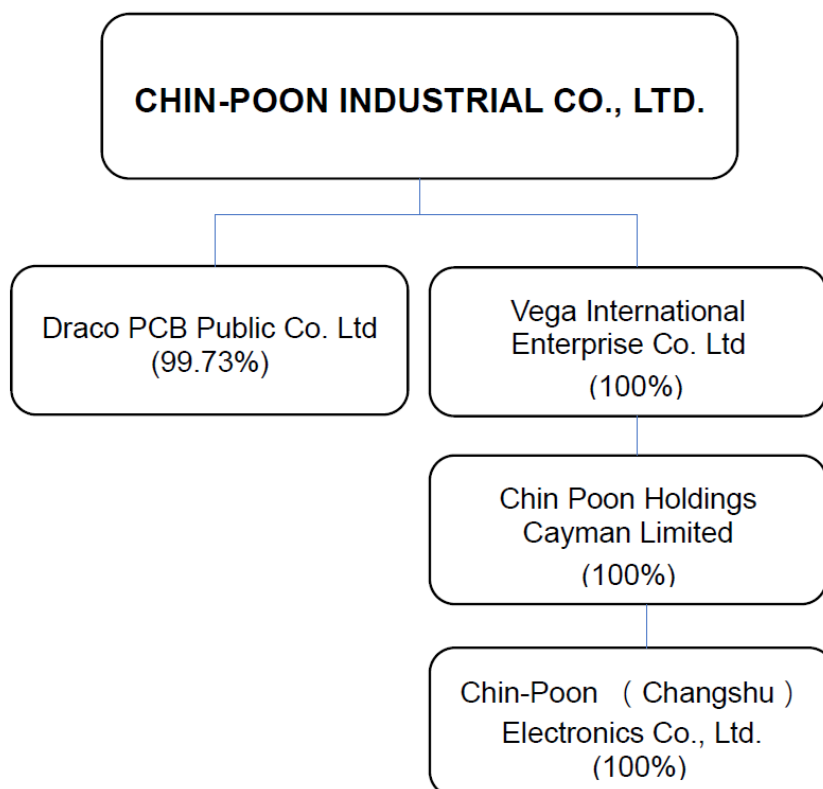 CHIN-POON INDUSTRIAL CO., LTD.
Draco PCB Public Co. Ltd
(99.73%)
Vega International
Enterprise Co. Ltd
(100%)
Chin Poon Holdings
Cayman Limited
(100%)
Chin-Poon （ Changshu ）
Electronics Co., Ltd.
(100%)